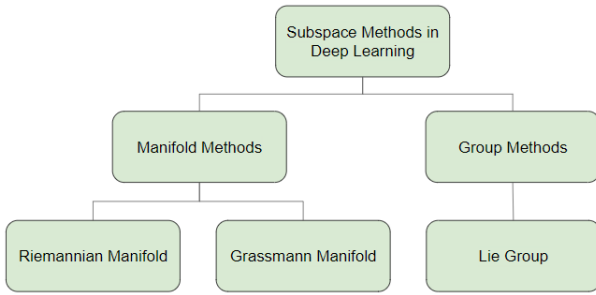 Subspace Methods in
Deep Learning
Manifold Methods
Group Methods
Riemannian Manifold
Grassmann Manifold
Lie Group